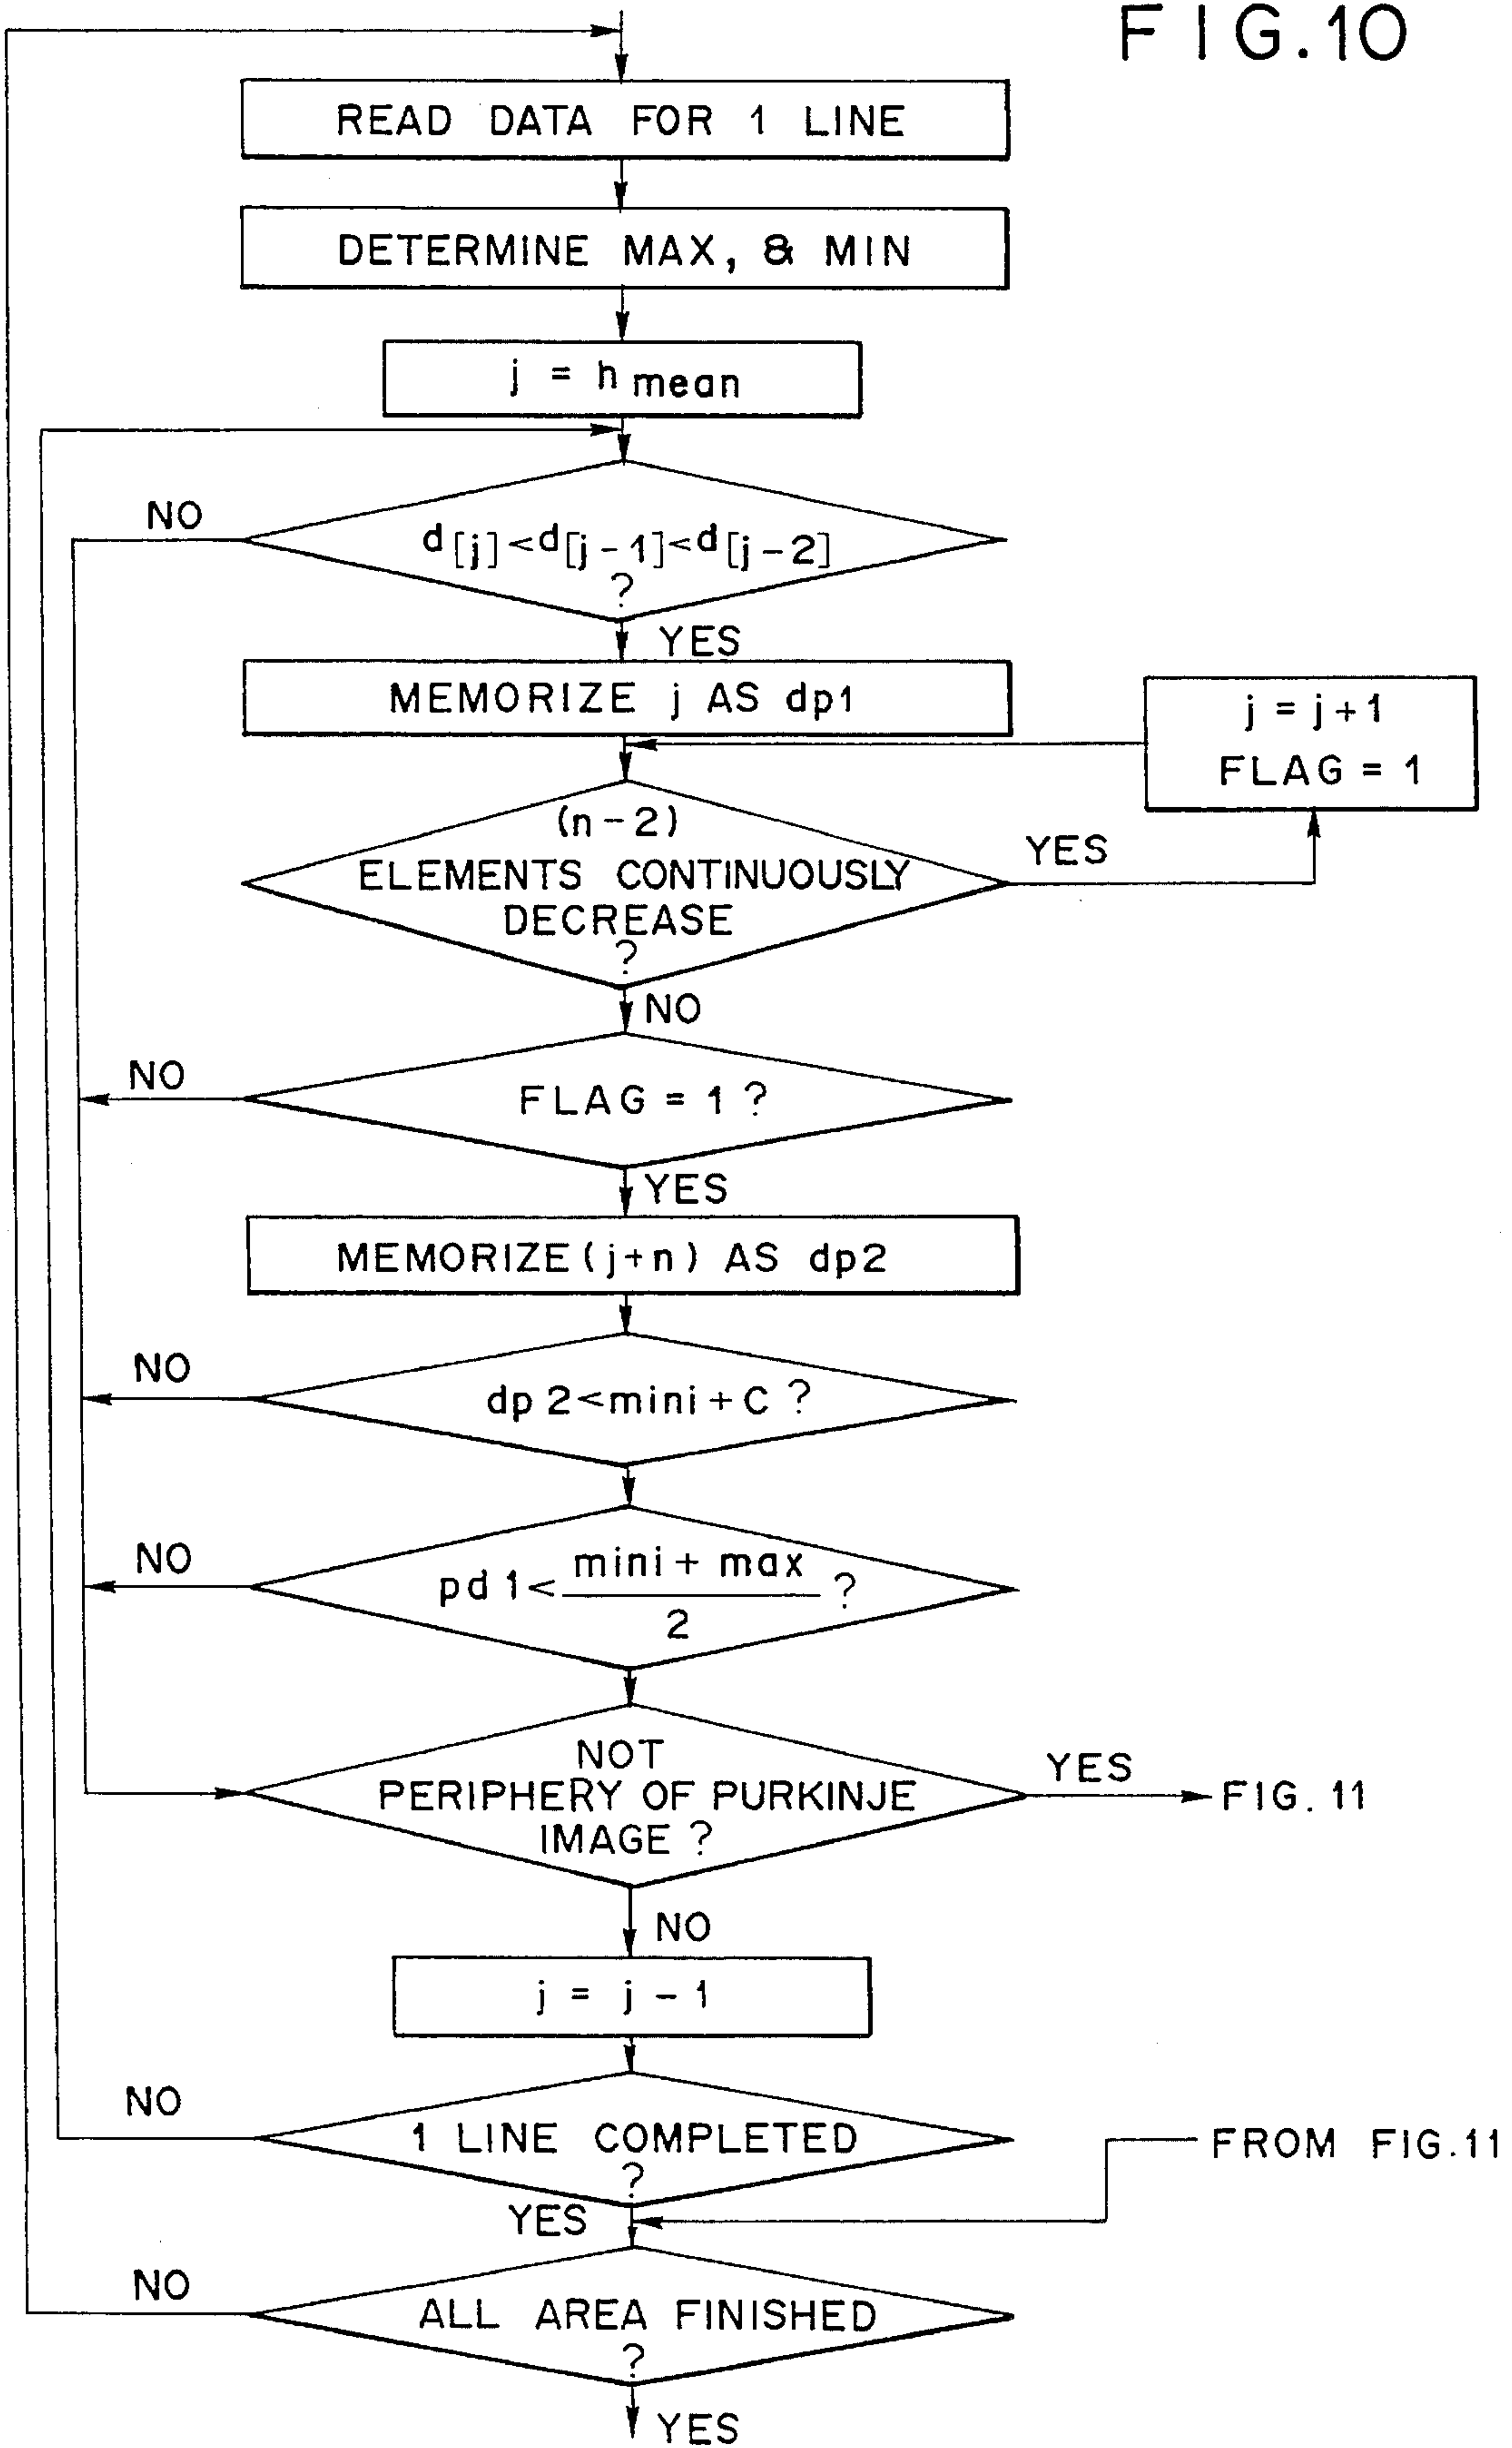 FIG.10
READ DATA FOR 1 LINE
DETERMINE MAX, & MIN
j = h mean
NO
d[j]<d[j-1]<d[j-2]
?
YES
MEMORIZE j AS dp1
j = j+1
FLAG = 1
(n-2)
ELEMENTS CONTINUOUSLY
DECREASE
?
YES
NO
NO
FLAG = 1 ?
YES
MEMORIZE (j+n) AS dp2
NO
dp 2<mini+C ?
NO
pd 1< mini+ max / 2 ?
NOT
PERIPHERY OF PURKINJE
IMAGE ?
YES
FIG. 11
NO
j = j - 1
NO
1 LINE COMPLETED
?
FROM FIG.11
YES
NO
ALL AREA FINISHED
?
YES